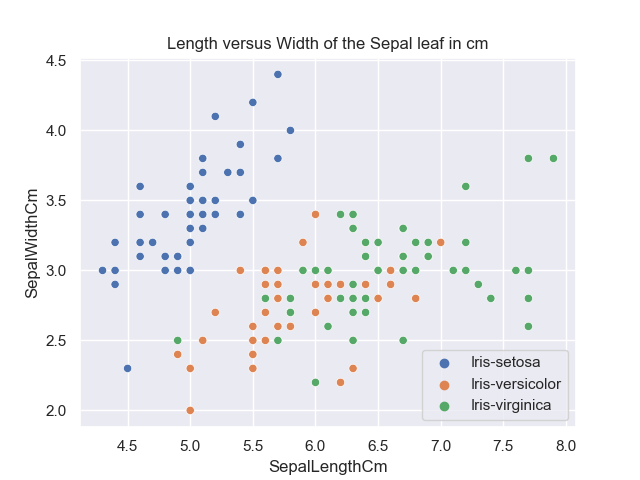 Length versus Width of the Sepal leaf in cm
4.5
4.0
3.5
3.0
2.5
2.0
SepalWidthCm
Iris-setosa
Iris-versicolor
Iris-virginica
4.5 5.0 5.5 6.0 6.5 7.0 7.5 8.0
SepalLengthCm